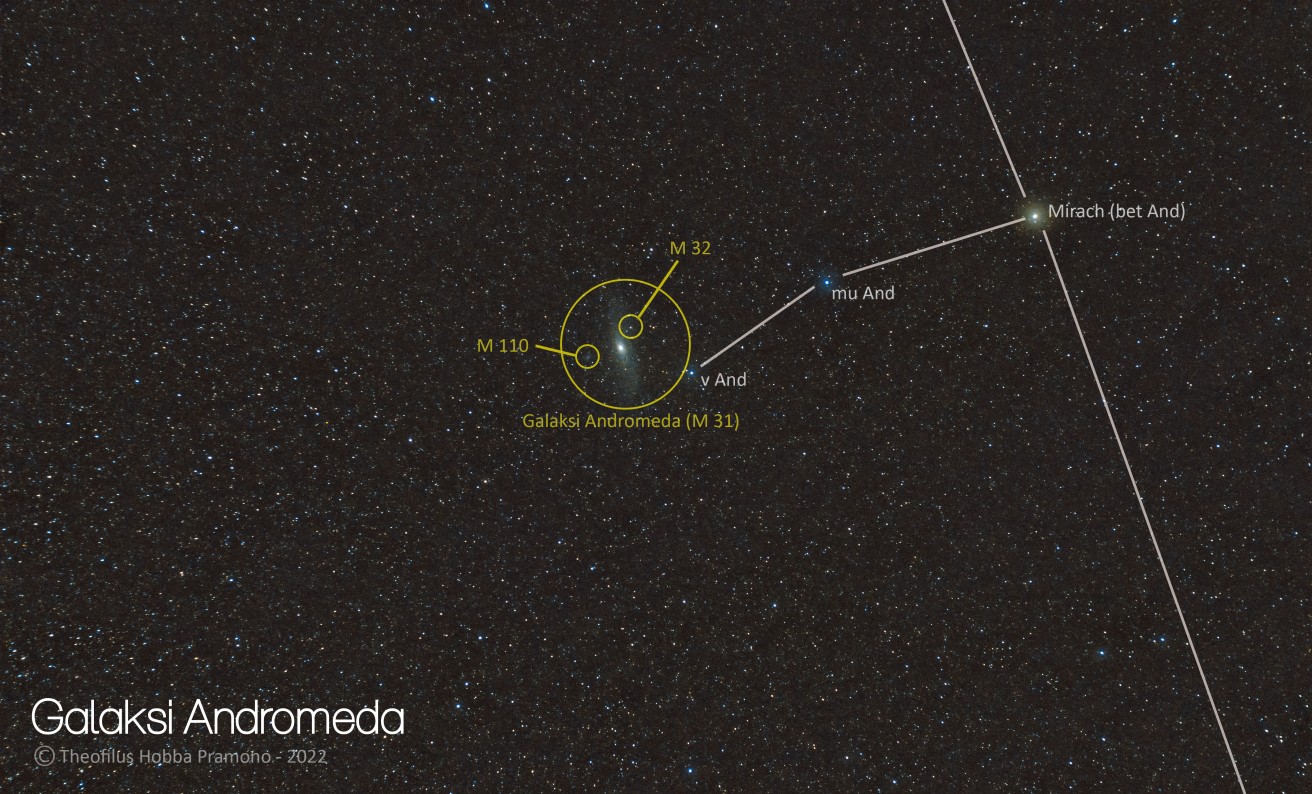 Mirach (bet And)
M 32
mu And
M 110
v And
Galaksi Andromeda (M 31)
Galaksi Andromeda
© Theofilus Hobba Pramono - 2022